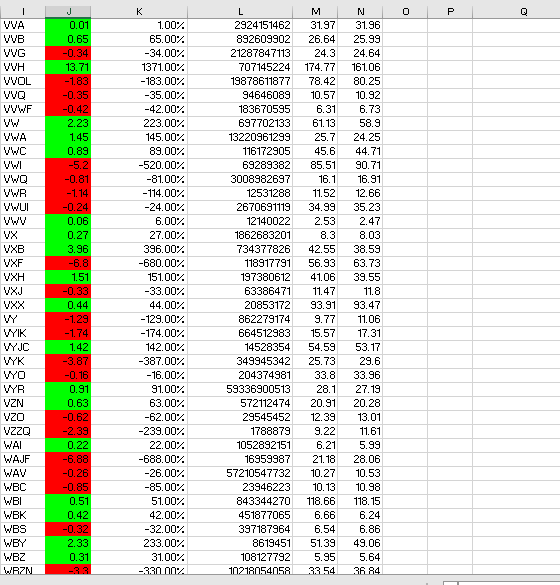 I J K L M N O P Q
VVA 0.01 1.00% 2924151462 31.97 31.96
VVB 0.65 65.00% 892609902 26.64 25.99
VVG -0.34 -34.00% 21287847113 24.3 24.64
VVH 13.71 1371.00% 707145224 174.77 161.06
VVOL -1.83 -183.00% 19878611877 78.42 80.25
VVQ -0.35 -35.00% 94646089 10.57 10.92
VVWF -0.42 -42.00% 183670595 6.31 6.73
VW 2.23 223.00% 697702133 61.13 58.9
VWA 1.45 145.00% 13220961299 25.7 24.25
VWC 0.89 89.00% 116172905 45.6 44.71
VWI -5.2 -520.00% 69289382 85.51 90.71
VWQ -0.81 -81.00% 3008982697 16.1 16.91
VWR -1.14 -114.00% 12531288 11.52 12.66
VWUI -0.24 -24.00% 2670691119 34.99 35.23
VWV 0.06 6.00% 12140022 2.53 2.47
VX 0.27 27.00% 1862683201 8.3 8.03
VXB 3.96 396.00% 734377826 42.55 38.59
VXF -6.8 -680.00% 118917791 56.93 63.73
VXH 1.51 151.00% 197380612 41.06 39.55
VXJ -0.33 -33.00% 63386471 11.47 11.8
VXX 0.44 44.00% 20853172 93.91 93.47
VY -1.29 -129.00% 862279174 9.77 11.06
VYIK -1.74 -174.00% 664512983 15.57 17.31
VYJC 1.42 142.00% 14528354 54.59 53.17
VYK -3.87 -387.00% 349945342 25.73 29.6
VYO -0.16 -16.00% 204374981 33.8 33.96
VYR 0.91 91.00% 59336900513 28.1 27.19
VZN 0.63 63.00% 572112474 20.91 20.28
VZO -0.62 -62.00% 29545452 12.39 13.01
VZZQ -2.39 -239.00% 1788879 9.22 11.61
WAI 0.22 22.00% 1052892151 6.21 5.99
WAJF -6.88 -688.00% 16959987 21.18 28.06
WAV -0.26 -26.00% 57210547732 10.27 10.53
WBC -0.85 -85.00% 23946223 10.13 10.98
WBI 0.51 51.00% 843344270 118.66 118.15
WBK 0.42 42.00% 451877065 6.66 6.24
WBS -0.32 -32.00% 397187964 6.54 6.86
WBY 2.33 233.00% 8619451 51.39 49.06
WBZ 0.31 31.00% 108127792 5.95 5.64
WBZN -3.3 -330.00% 10218054058 33.54 36.84